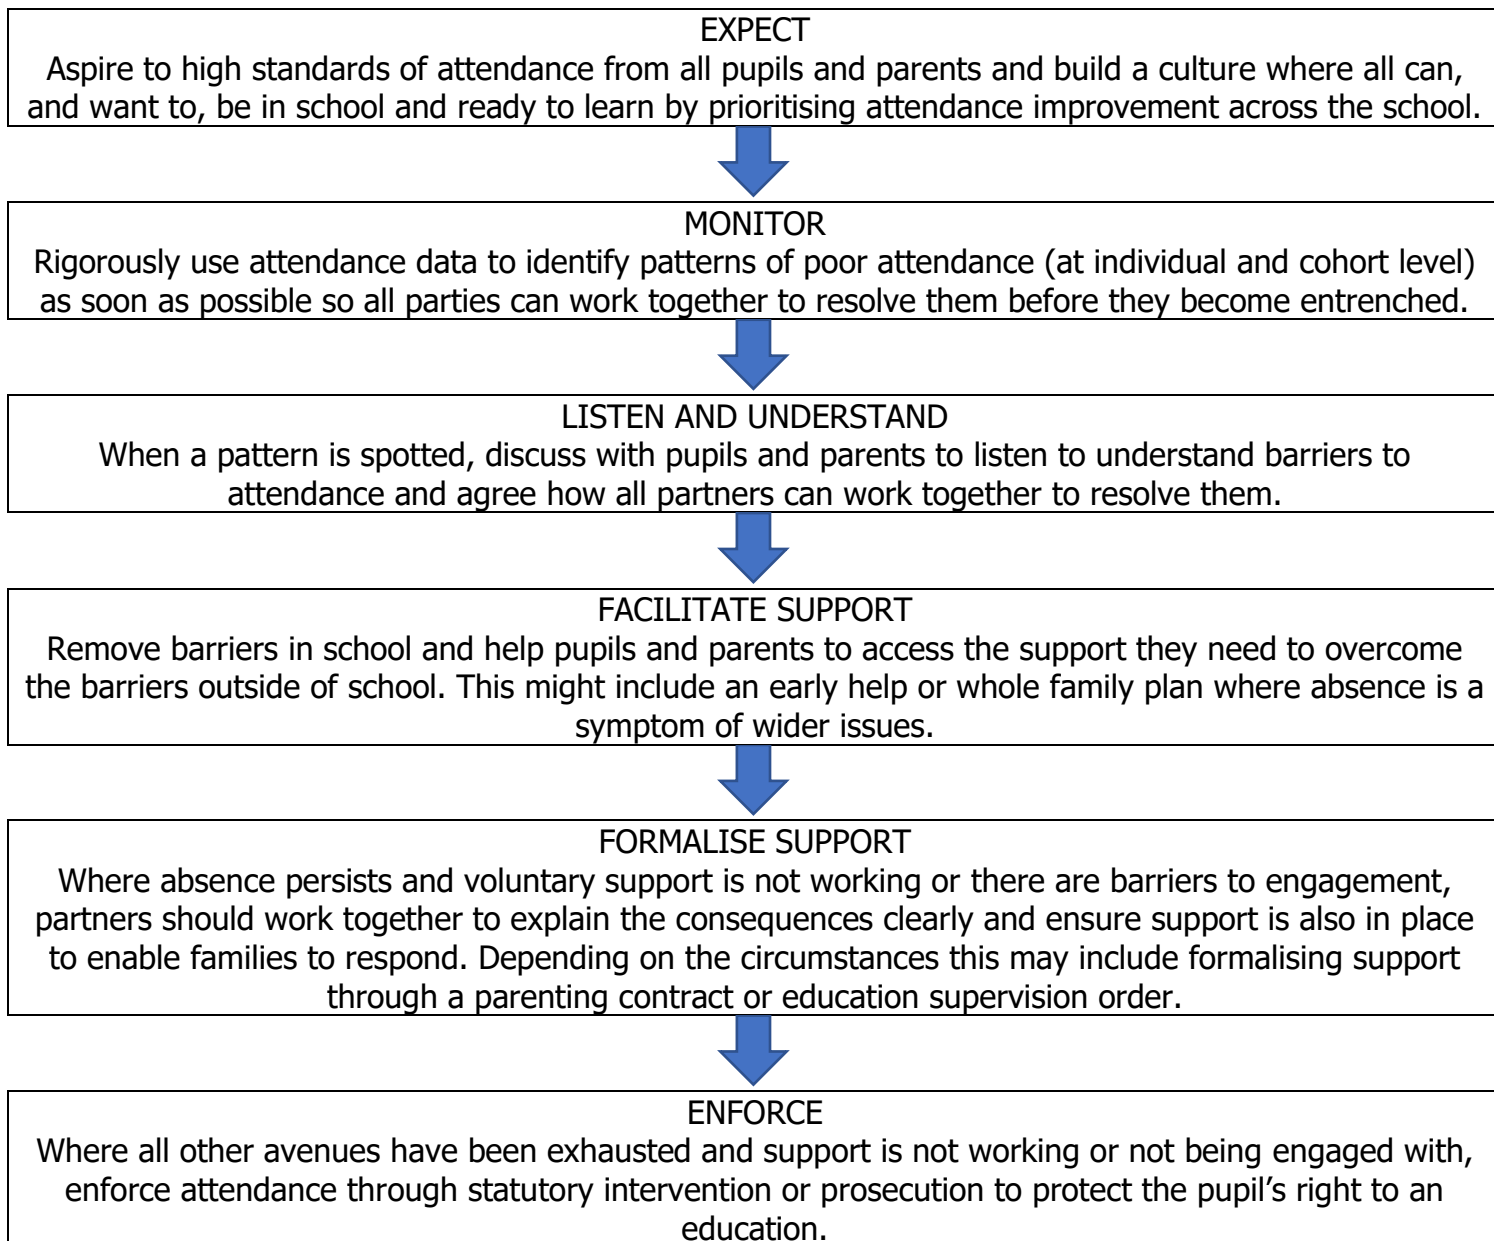 EXPECT
Aspire to high standards of attendance from all pupils and parents and build a culture where all can,
and want to, be in school and ready to learn by prioritising attendance improvement across the school.
MONITOR
Rigorously use attendance data to identify patterns of poor attendance (at individual and cohort level)
as soon as possible so all parties can work together to resolve them before they become entrenched.
LISTEN AND UNDERSTAND
When a pattern is spotted, discuss with pupils and parents to listen to understand barriers to
attendance and agree how all partners can work together to resolve them.
FACILITATE SUPPORT
Remove barriers in school and help pupils and parents to access the support they need to overcome
the barriers outside of school. This might include an early help or whole family plan where absence is a
symptom of wider issues.
FORMALISE SUPPORT
Where absence persists and voluntary support is not working or there are barriers to engagement,
partners should work together to explain the consequences clearly and ensure support is also in place
to enable families to respond. Depending on the circumstances this may include formalising support
through a parenting contract or education supervision order.
ENFORCE
Where all other avenues have been exhausted and support is not working or not being engaged with,
enforce attendance through statutory intervention or prosecution to protect the pupil’s right to an
education.